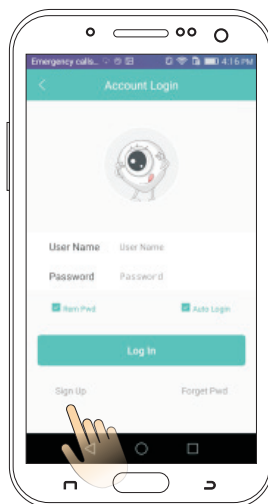 Emergency calls... 4:16 PM
Account Login
User Name User Name
Password Password
Rem Pwd Auto Login
Log In
Sign Up Forget Pwd